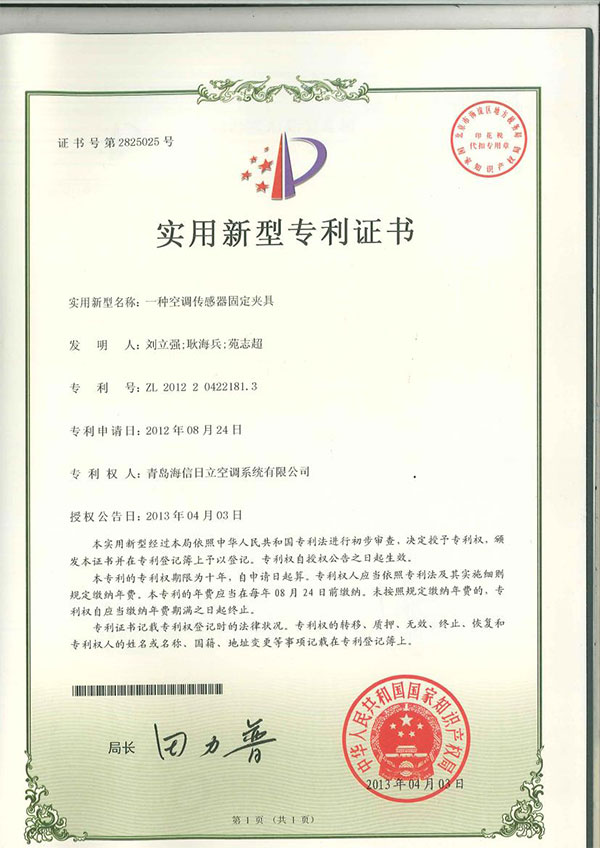 证书号第2825025号
北京市海淀区地方税务局
印花税
代扣专用章
国家知识产权局
实用新型专利证书
实用新型名称：一种空调传感器固定夹具
发明人：刘立强;耿海兵;苑志超
专利号：ZL 2012 2 0422181.3
专利申请日：2012年08月24日
专利权人：青岛海信日立空调系统有限公司
授权公告日：2013年04月03日
本实用新型经过本局依照中华人民共和国专利法进行初步审查，决定授予专利权，颁
发本证书并在专利登记簿上予以登记。专利权自授权公告之日起生效。
本专利的专利权期限为十年，自申请日起算。专利权人应当依照专利法及其实施细则
规定缴纳年费。本专利的年费应当在每年08月24日前缴纳。未按照规定缴纳年费的，专
利权自应当缴纳年费期满之日起终止。
专利证书记载专利权登记时的法律状况。专利权的转移、质押、无效、终止、恢复和
专利权人的姓名或名称、国籍、地址变更等事项记载在专利登记簿上。
局长 田力普
中华人民共和国国家知识产权局
2013年04月03日
第1页（共1页）